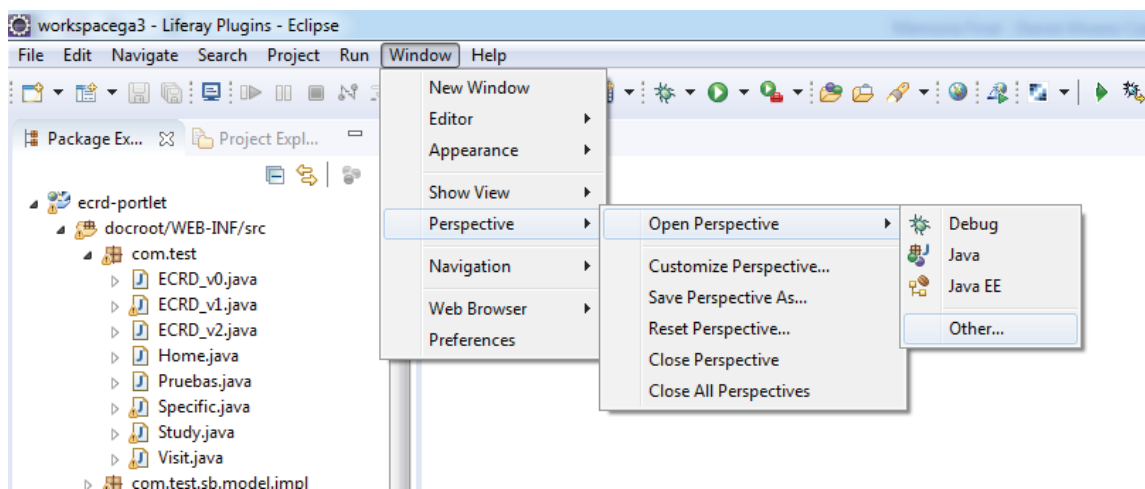 workspacega3 - Liferay Plugins - Eclipse
File Edit Navigate Search Project Run Window Help
Package Ex... Project Expl...
ecrd-portlet
docroot/WEB-INF/src
com.test
ECRD_v0.java
ECRD_v1.java
ECRD_v2.java
Home.java
Pruebas.java
Specific.java
Study.java
Visit.java
com.test.sb.model.impl
New Window
Editor
Appearance
Show View
Perspective
Navigation
Web Browser
Preferences
Open Perspective
Customize Perspective...
Save Perspective As...
Reset Perspective...
Close Perspective
Close All Perspectives
Debug
Java
Java EE
Other...